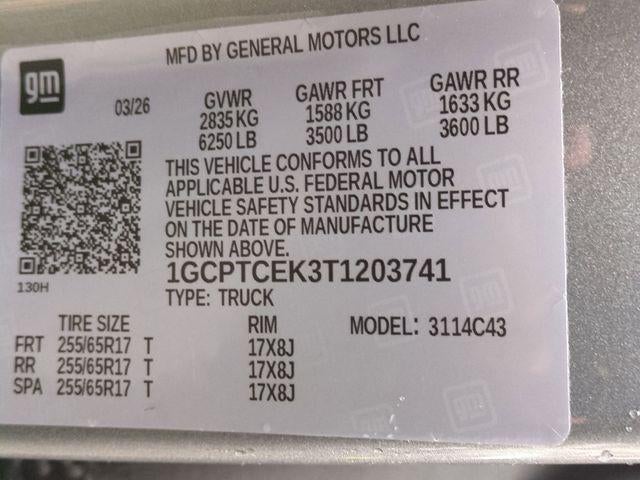 MFD BY GENERAL MOTORS LLC
gm
03/26
GVWR GAWR FRT GAWR RR
2835 KG 1588 KG 1633 KG
6250 LB 3500 LB 3600 LB
THIS VEHICLE CONFORMS TO ALL
APPLICABLE U.S. FEDERAL MOTOR
VEHICLE SAFETY STANDARDS IN EFFECT
ON THE DATE OF MANUFACTURE
SHOWN ABOVE.
130H
1GCPTCEK3T1203741
TYPE: TRUCK
TIRE SIZE RIM MODEL: 3114C43
FRT 255/65R17 T 17X8J
RR 255/65R17 T 17X8J
SPA 255/65R17 T 17X8J